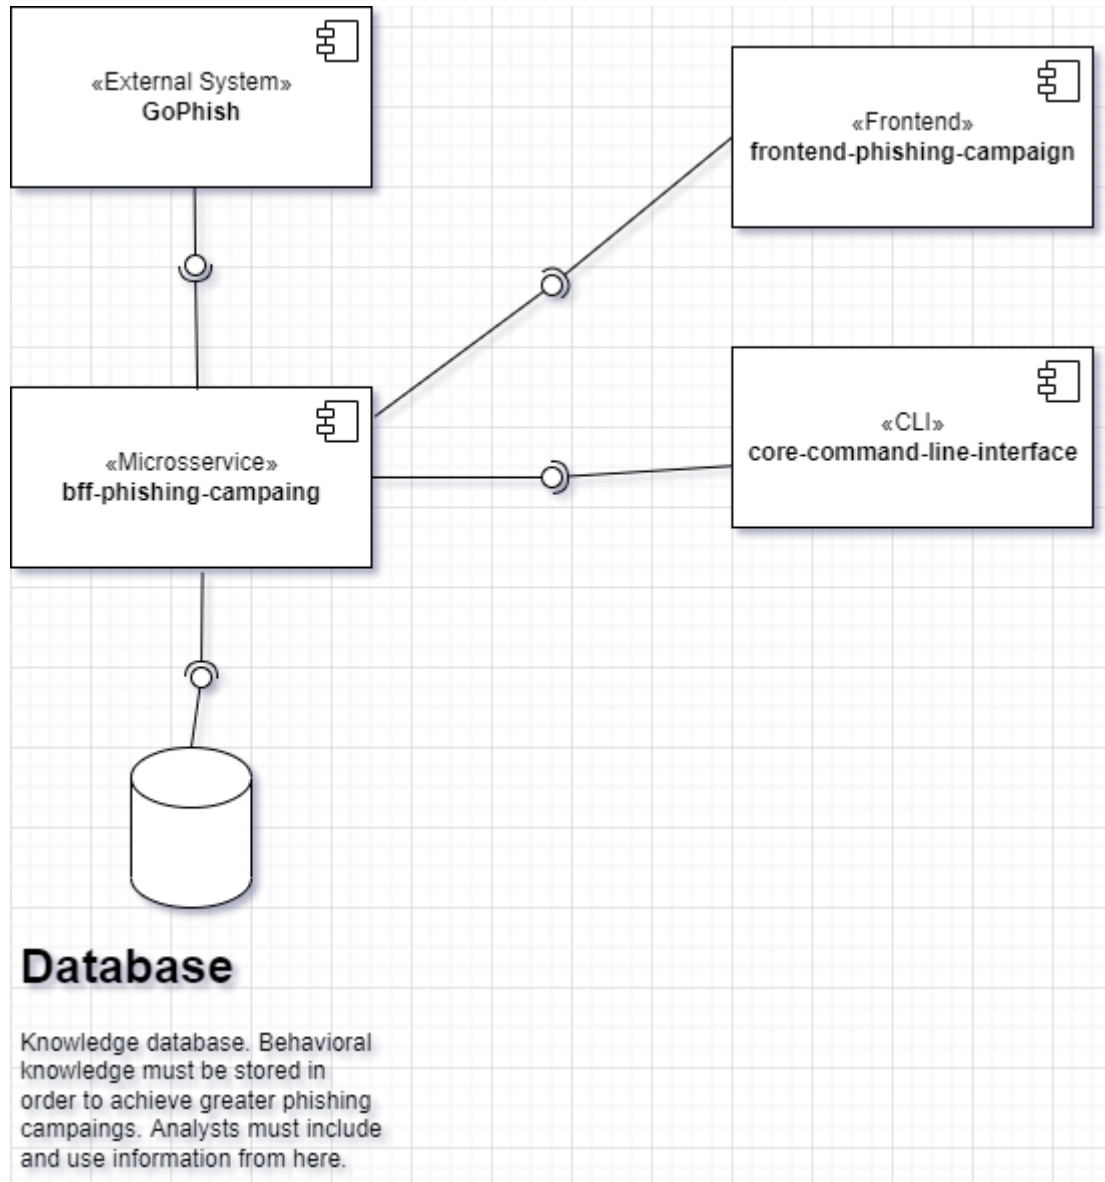 «External System»
GoPhish
«Frontend»
frontend-phishing-campaign
«CLI»
core-command-line-interface
«Microsservice»
bff-phishing-campaing
Database
Knowledge database. Behavioral
knowledge must be stored in
order to achieve greater phishing
campaings. Analysts must include
and use information from here.